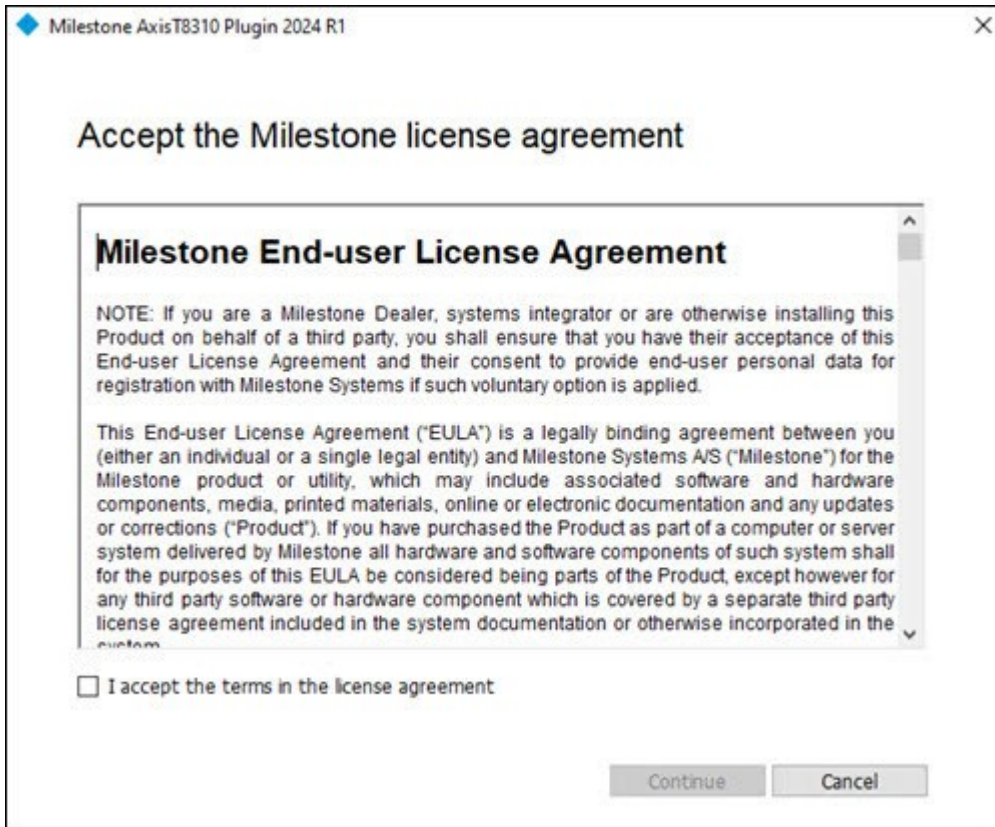 Milestone AxisT8310 Plugin 2024 R1
Accept the Milestone license agreement
Milestone End-user License Agreement
NOTE: If you are a Milestone Dealer, systems integrator or are otherwise installing this
Product on behalf of a third party, you shall ensure that you have their acceptance of this
End-user License Agreement and their consent to provide end-user personal data for
registration with Milestone Systems if such voluntary option is applied.
This End-user License Agreement (“EULA”) is a legally binding agreement between you
(either an individual or a single legal entity) and Milestone Systems A/S (“Milestone”) for the
Milestone product or utility, which may include associated software and hardware
components, media, printed materials, online or electronic documentation and any updates
or corrections (“Product”). If you have purchased the Product as part of a computer or server
system delivered by Milestone all hardware and software components of such system shall
for the purposes of this EULA be considered being parts of the Product, except however for
any third party software or hardware component which is covered by a separate third party
license agreement included in the system documentation or otherwise incorporated in the
system
I accept the terms in the license agreement
Continue
Cancel